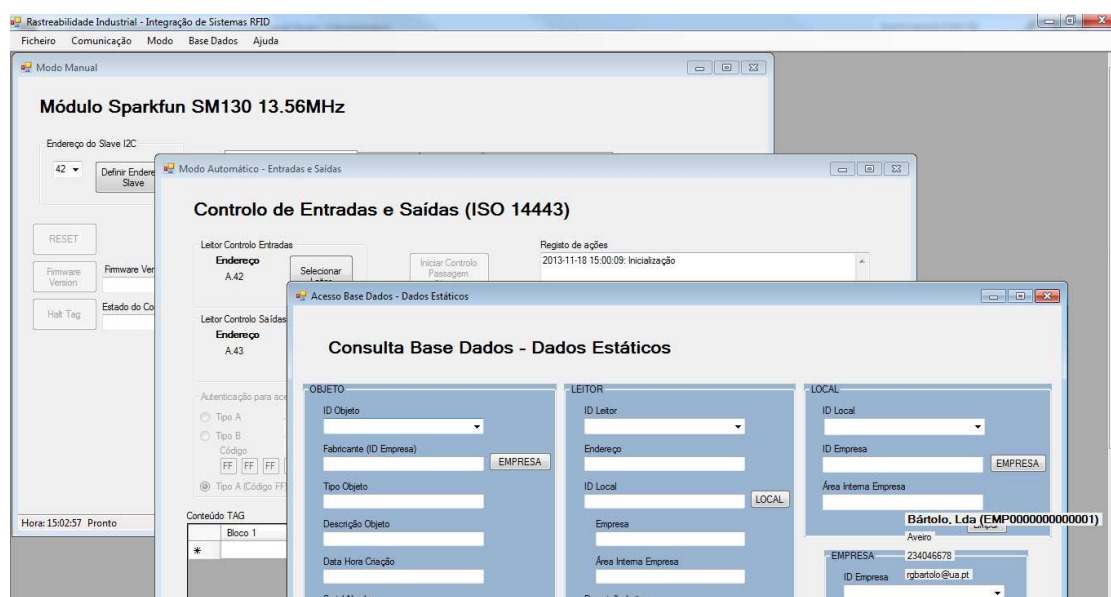 Rastreabilidade Industrial - Integração de Sistemas RFID
Ficheiro Comunicação Modo Base Dados Ajuda
Modo Manual
Módulo Sparkfun SM130 13.56MHz
Endereço do Slave I2C
42
Definir Endere
Slave
RESET
Firmware
Version
Firmware Ver
Halt Tag
Estado do Co
Hora: 15:02:57 Pronto
Modo Automático - Entradas e Saídas
Controlo de Entradas e Saídas (ISO 14443)
Leitor Controlo Entradas
Endereço
A.42
Selecionar
Iniciar Controlo
Passagem
Registo de ações
2013-11-18 15:00:09: Inicialização
Leitor Controlo Saídas
Endereço
A.43
Autenticação para ace
Tipo A
Tipo B
Código
FF FF FF
Tipo A (Código FF)
Conteúdo TAG
Bloco 1
*
Acesso Base Dados - Dados Estáticos
Consulta Base Dados - Dados Estáticos
OBJETO
ID Objeto
Fabricante (ID Empresa)
EMPRESA
Tipo Objeto
Descrição Objeto
Data Hora Criação
LEITOR
ID Leitor
Endereço
ID Local
LOCAL
Empresa
Área Interna Empresa
LOCAL
ID Local
ID Empresa
EMPRESA
Área Interna Empresa
Bártolo, Lda (EMP0000000000001)
Aveiro
234046678
rgbartolo@ua.pt
EMPRESA
ID Empresa